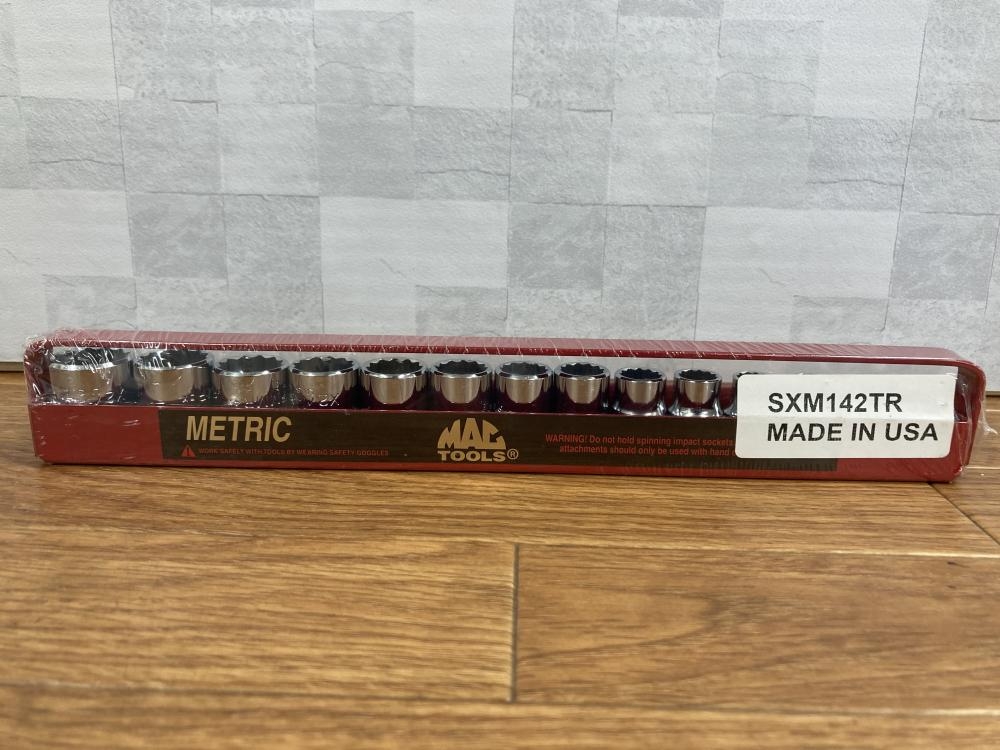 METRIC
WORK SAFELY WITH TOOLS BY WEARING SAFETY GOGGLES
MAC
TOOLS®
WARNING! Do not hold spinning impact sockets
attachments should only be used with hand
SXM142TR
MADE IN USA